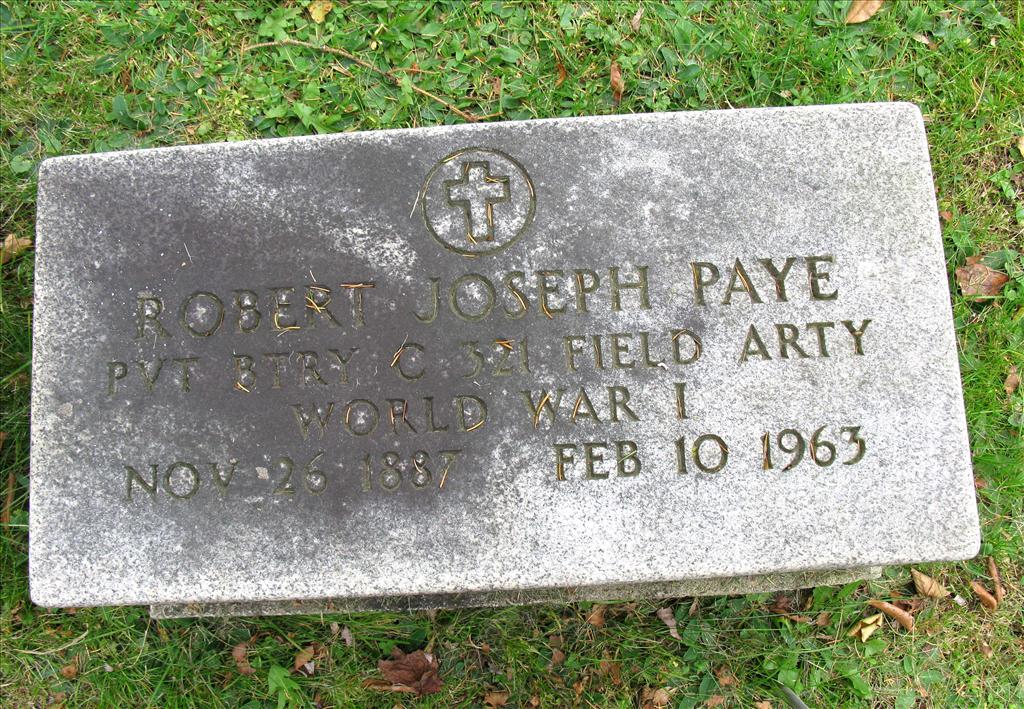 ROBERT JOSEPH PAYE
PVT BTRY C 321 FIELD ARTY
WORLD WAR I
NOV 26 1887 FEB 10 1963